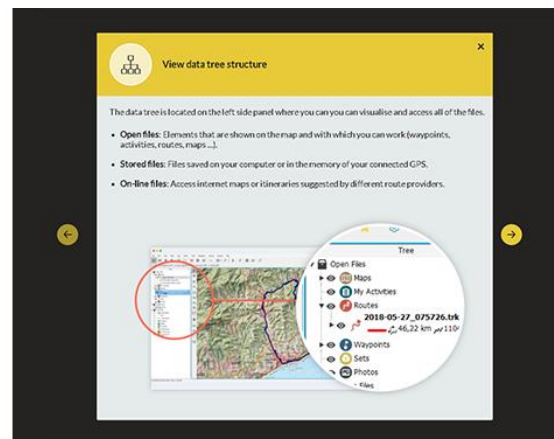 View data tree structure
×
The data tree is located on the left side panel where you can you can visualise and access all of the files.
• Open files: Elements that are shown on the map and with which you can work (waypoints,
activities, routes, maps ...).
• Stored files: Files saved on your computer or in the memory of your connected GPS.
• On-line files: Access internet maps or itineraries suggested by different route providers.
Tree
Open Files
Maps
My Activities
Routes
2018-05-27_075726.trk
46,22 km 1104
Waypoints
Sets
Photos
Files